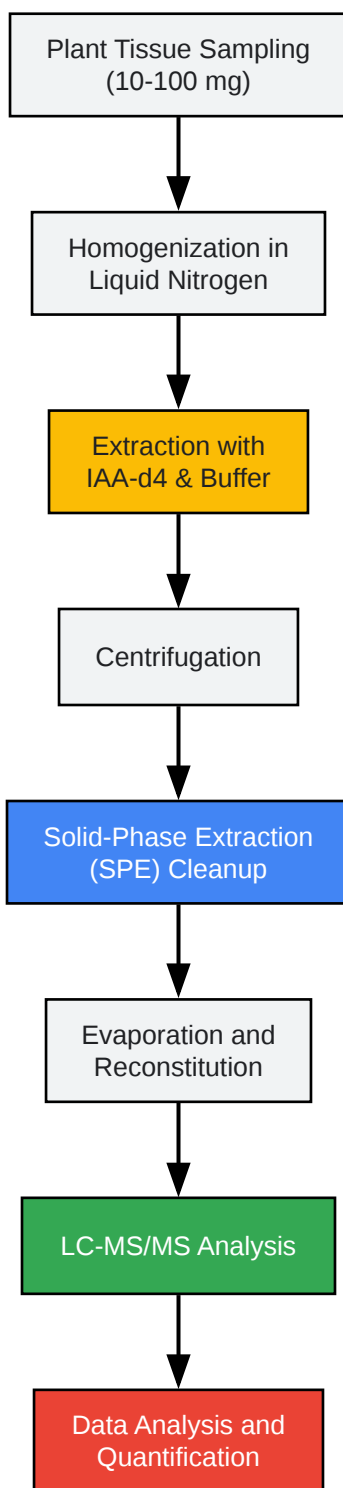 Plant Tissue Sampling
(10-100 mg)
Homogenization in
Liquid Nitrogen
Extraction with
IAA-d4 & Buffer
Centrifugation
Solid-Phase Extraction
(SPE) Cleanup
Evaporation and
Reconstitution
LC-MS/MS Analysis
Data Analysis and
Quantification